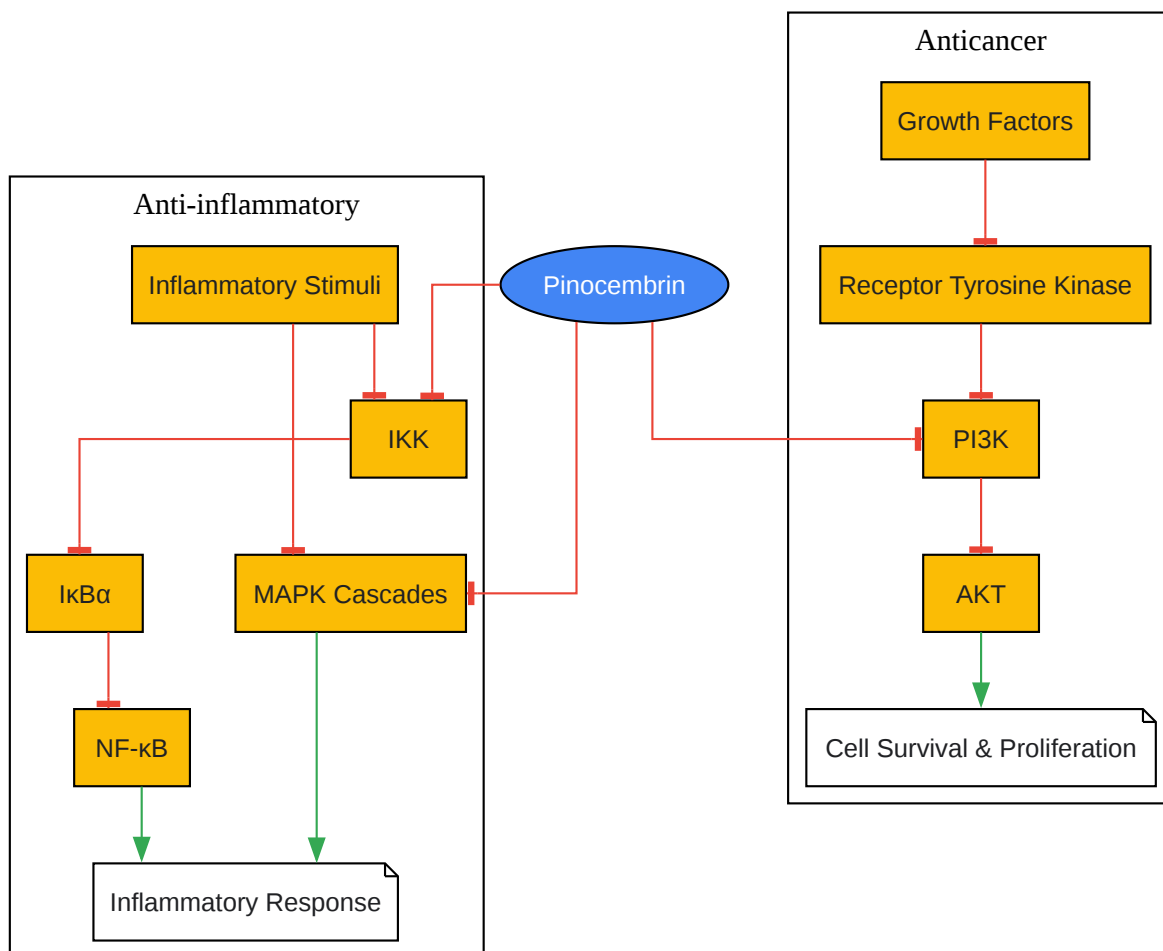 Anticancer
Growth Factors
Anti-inflammatory
Inflammatory Stimuli
Pinocembrin
Receptor Tyrosine Kinase
IKK
PI3K
IκBα
MAPK Cascades
AKT
NF-κB
Cell Survival & Proliferation
Inflammatory Response